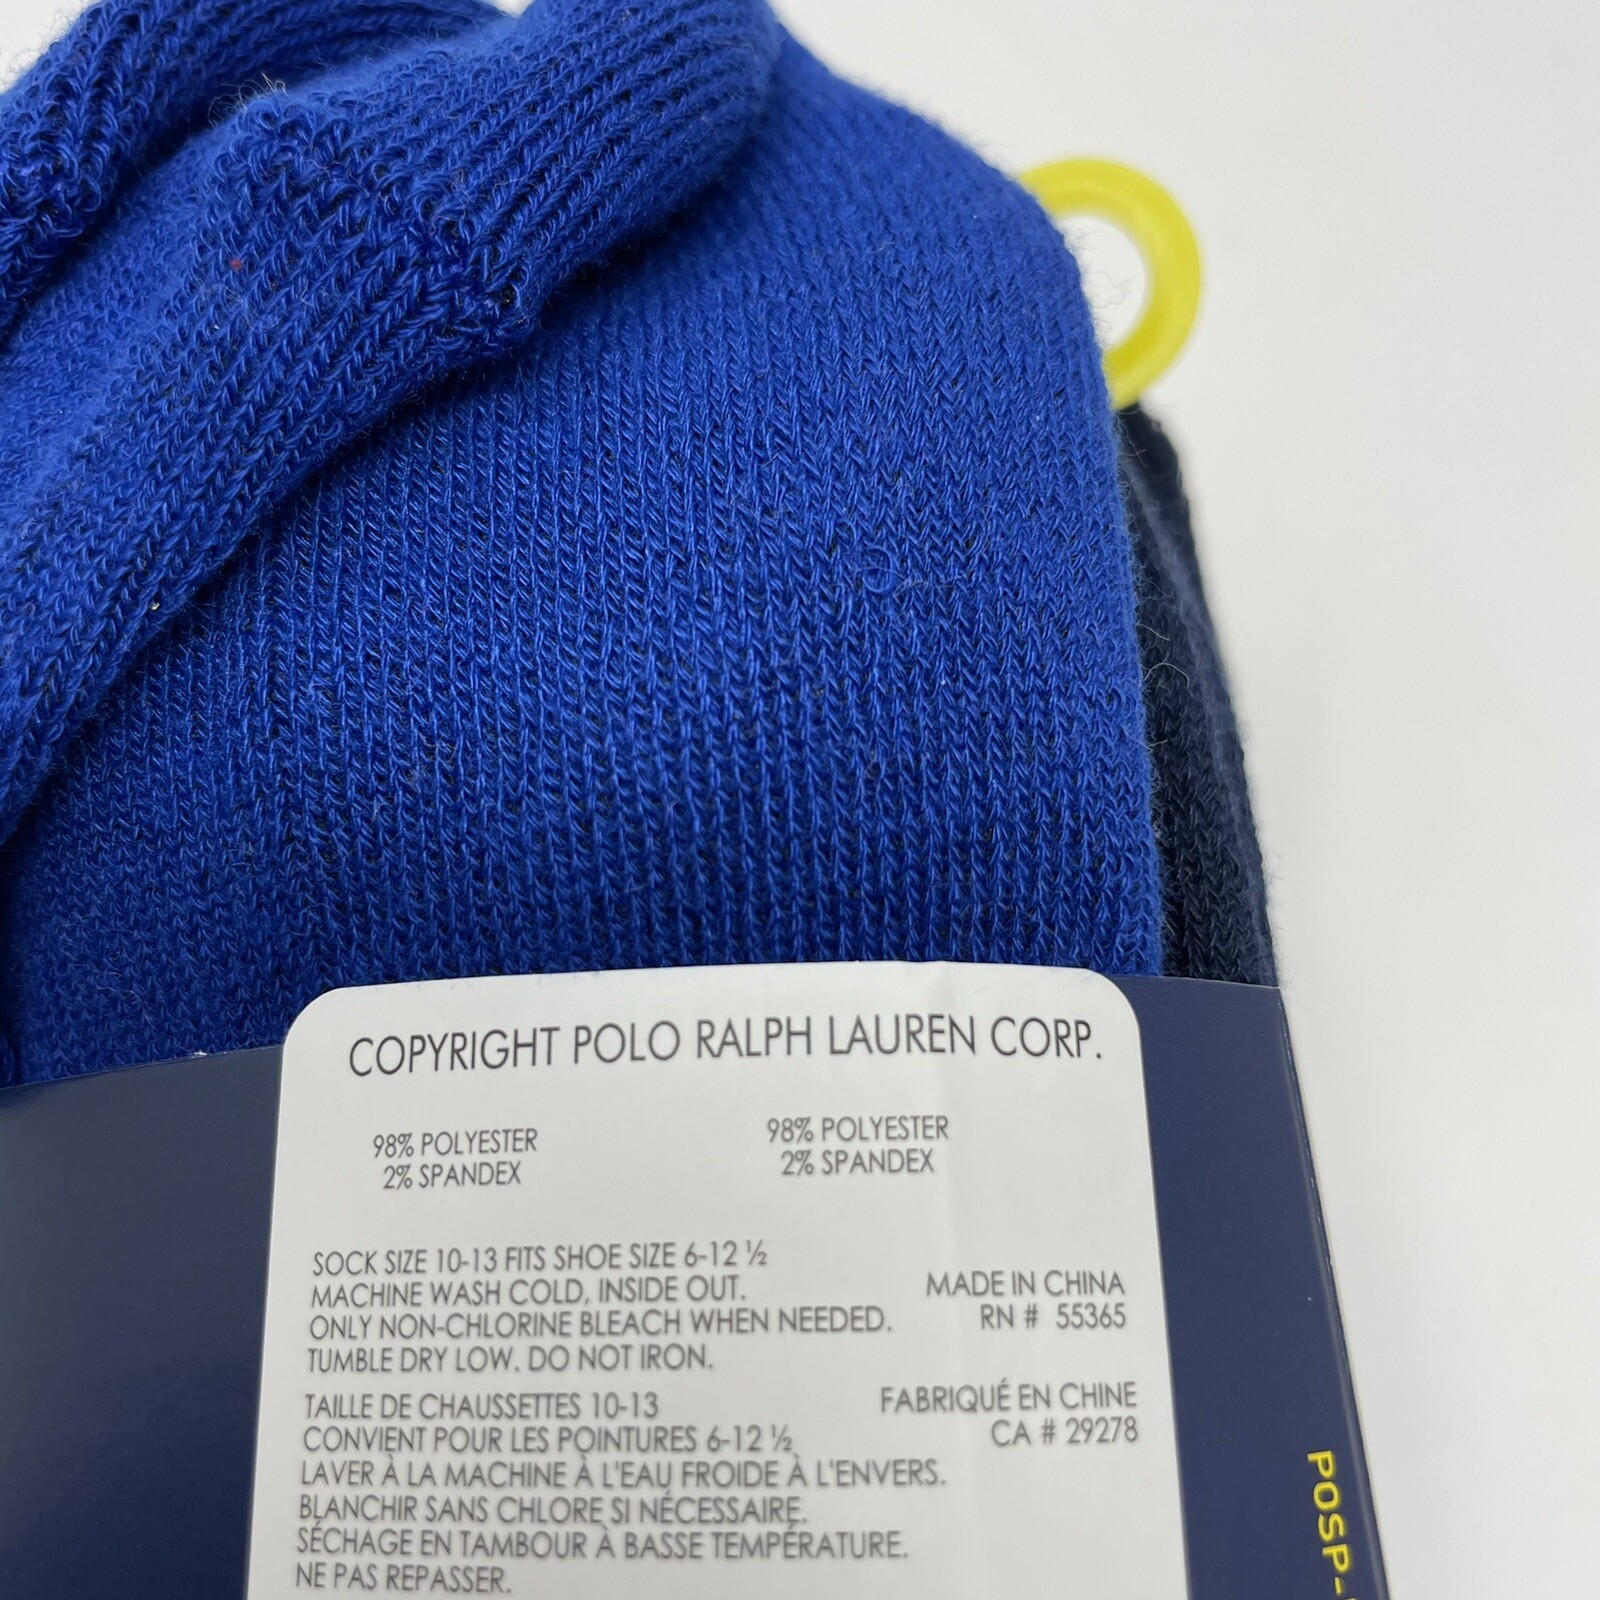 COPYRIGHT POLO RALPH LAUREN CORP.
98% POLYESTER
2% SPANDEX
98% POLYESTER
2% SPANDEX
SOCK SIZE 10-13 FITS SHOE SIZE 6-12 ½
MACHINE WASH COLD, INSIDE OUT.
ONLY NON-CHLORINE BLEACH WHEN NEEDED.
TUMBLE DRY LOW. DO NOT IRON.
MADE IN CHINA
RN # 55365
TAILLE DE CHAUSSETTES 10-13
CONVIENT POUR LES POINTURES 6-12 ½
LAVER À LA MACHINE À L'EAU FROIDE À L'ENVERS.
BLANCHIR SANS CHLORE SI NÉCESSAIRE.
SÉCHAGE EN TAMBOUR À BASSE TEMPÉRATURE.
NE PAS REPASSER.
FABRIQUÉ EN CHINE
CA # 29278
POSP-